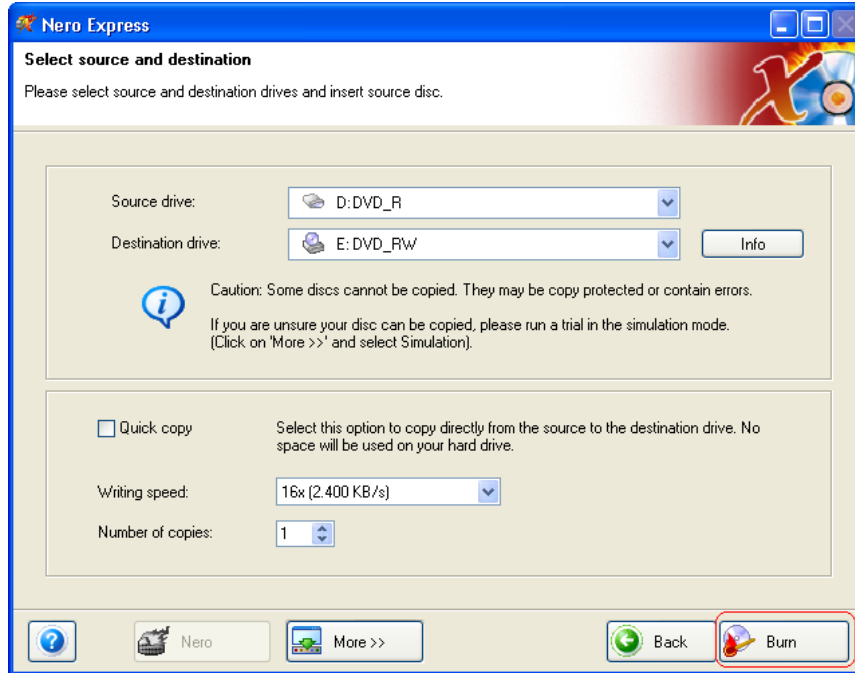 Nero Express
Select source and destination
Please select source and destination drives and insert source disc.
Source drive: D:DVD_R
Destination drive: E:DVD_RW Info
Caution: Some discs cannot be copied. They may be copy protected or contain errors.
If you are unsure your disc can be copied, please run a trial in the simulation mode.
(Click on 'More >>' and select Simulation).
Quick copy Select this option to copy directly from the source to the destination drive. No
space will be used on your hard drive.
Writing speed: 16x (2.400 KB/s)
Number of copies: 1
Nero More >> Back Burn